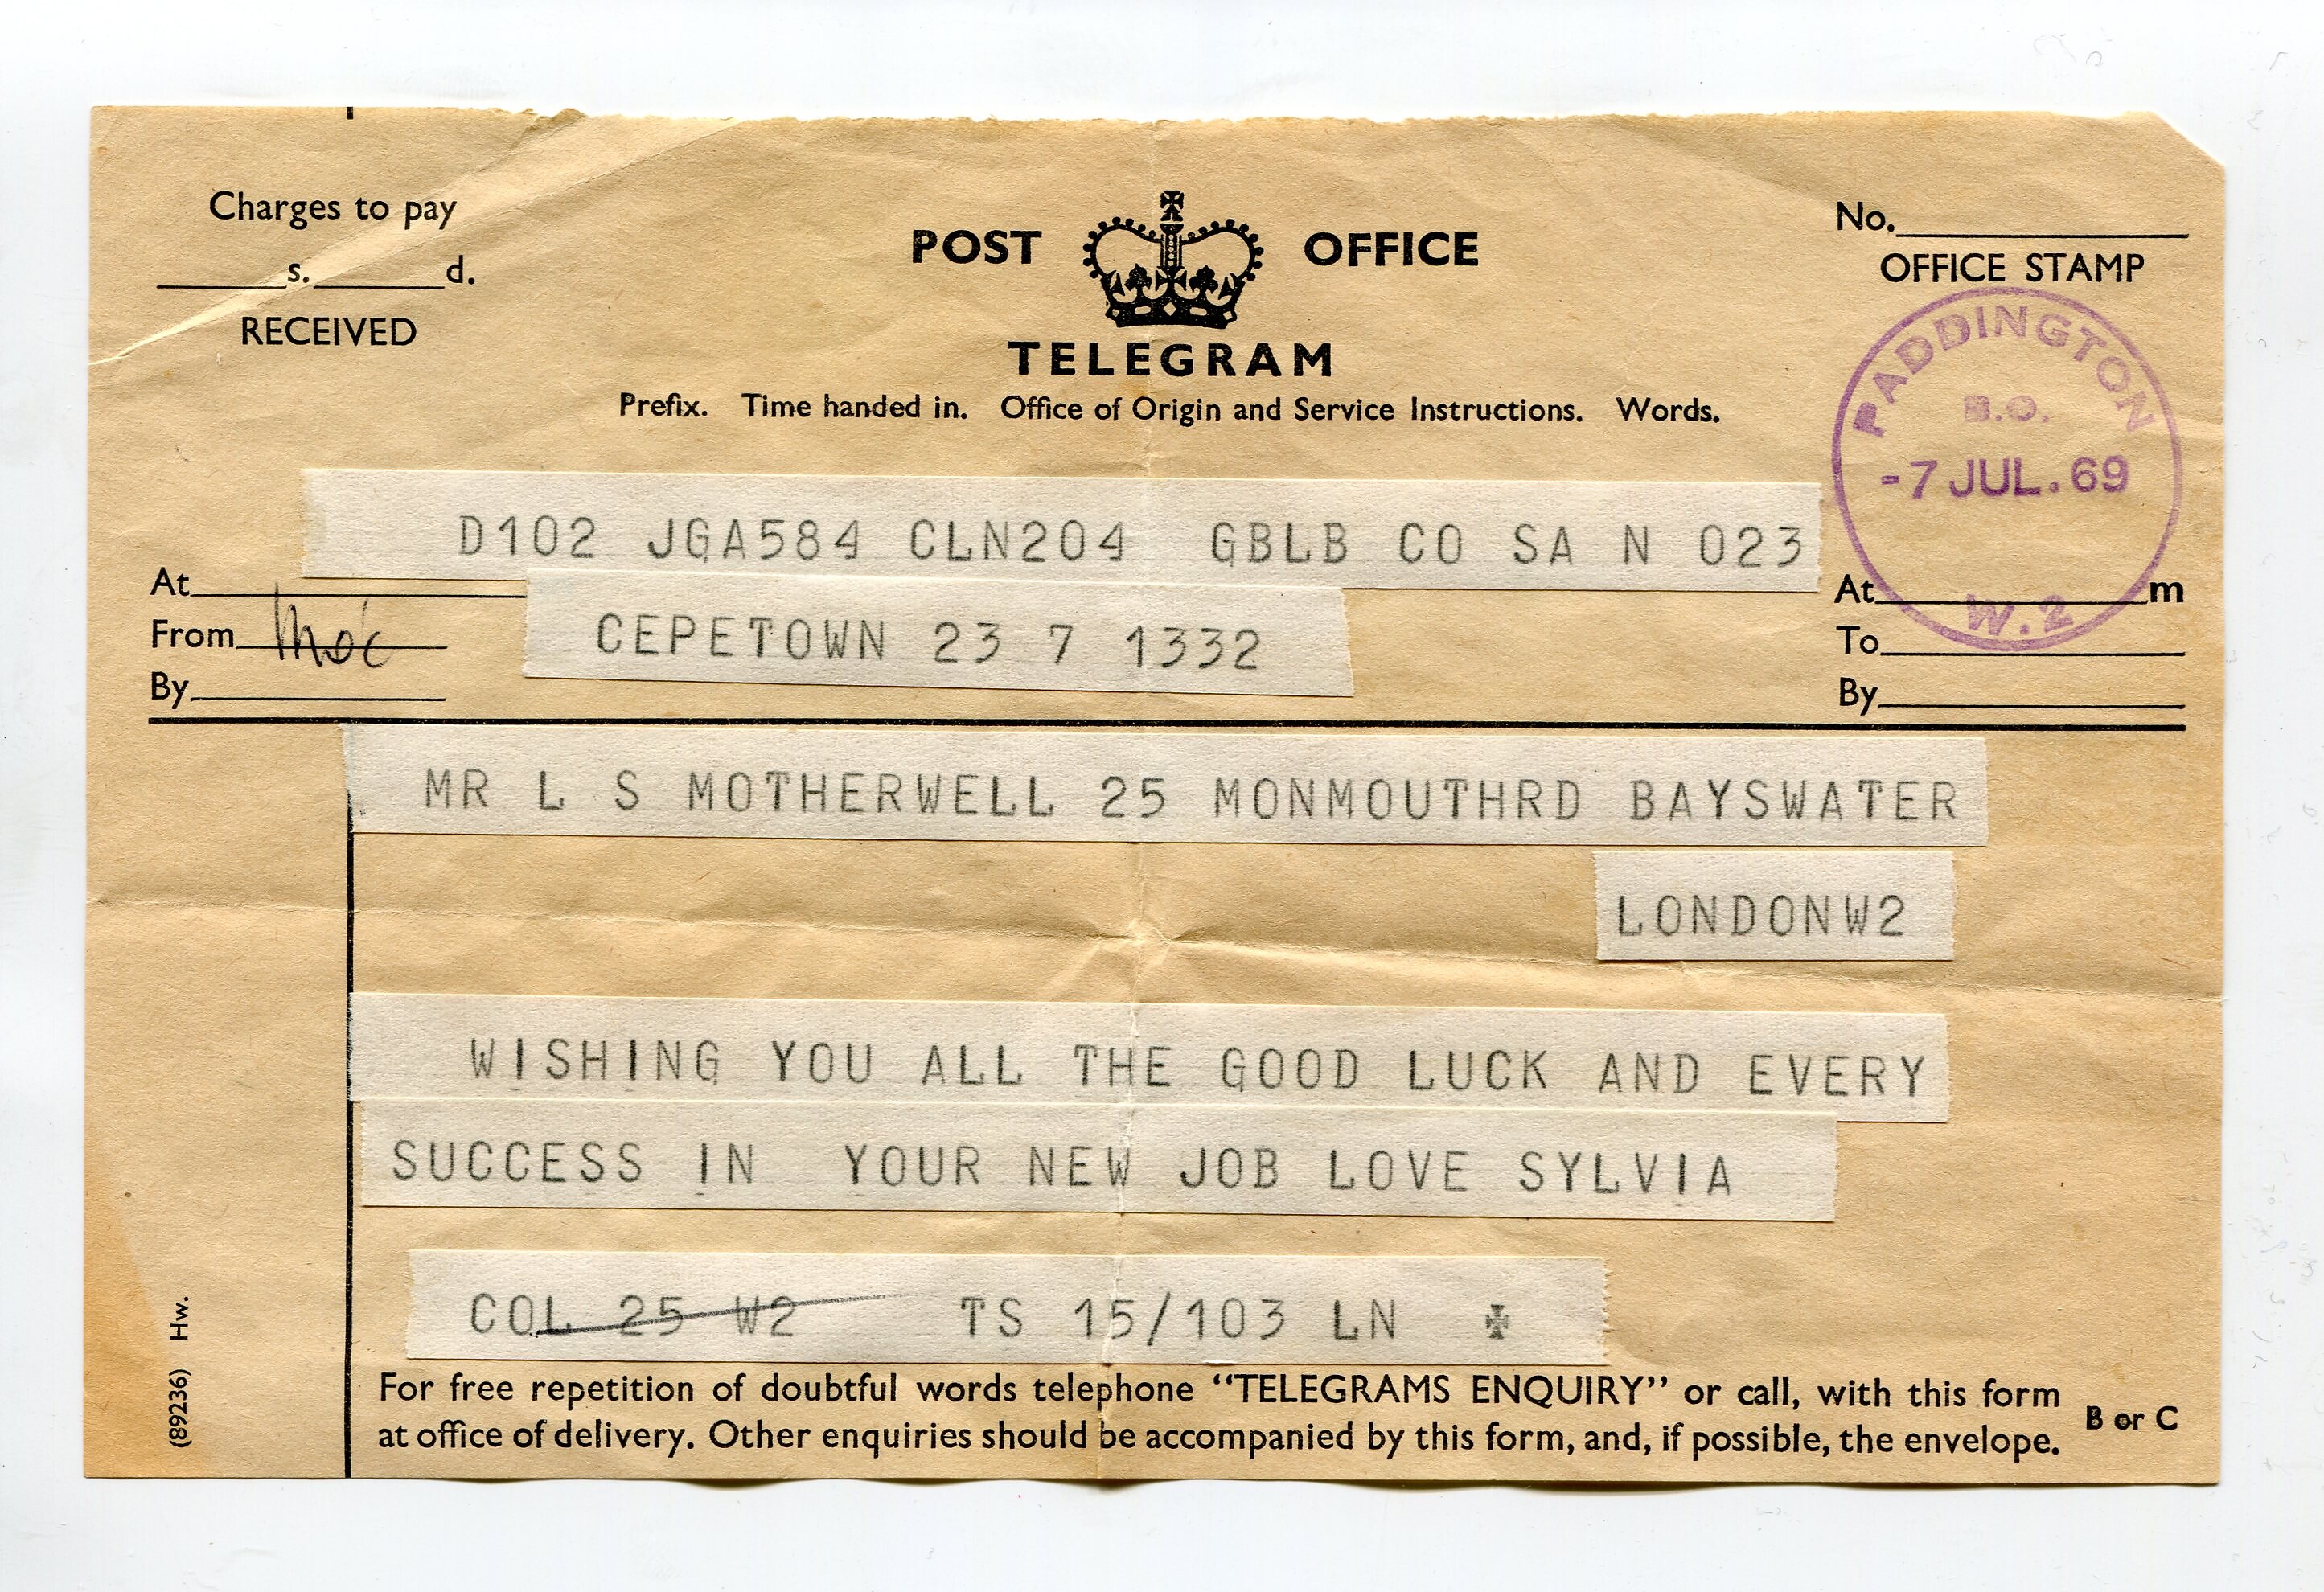 Charges to pay
s. d.
RECEIVED
POST OFFICE
TELEGRAM
Prefix. Time handed in. Office of Origin and Service Instructions. Words.
No.
OFFICE STAMP
PADDINGTON
B.O.
-7 JUL.69
W.2
D102 JGA584 CLN204 GBLB CO SA N 023
CEPETOWN 23 7 1332
At
From
By
At m
To
By
MR L S MOTHERWELL 25 MONMOUTHRD BAYSWATER
LONDONW2
WISHING YOU ALL THE GOOD LUCK AND EVERY
SUCCESS IN YOUR NEW JOB LOVE SYLVIA
COL 25 W2 TS 15/103 LN
For free repetition of doubtful words telephone “TELEGRAMS ENQUIRY” or call, with this form
at office of delivery. Other enquiries should be accompanied by this form, and, if possible, the envelope.
B or C
(89236) Hw.